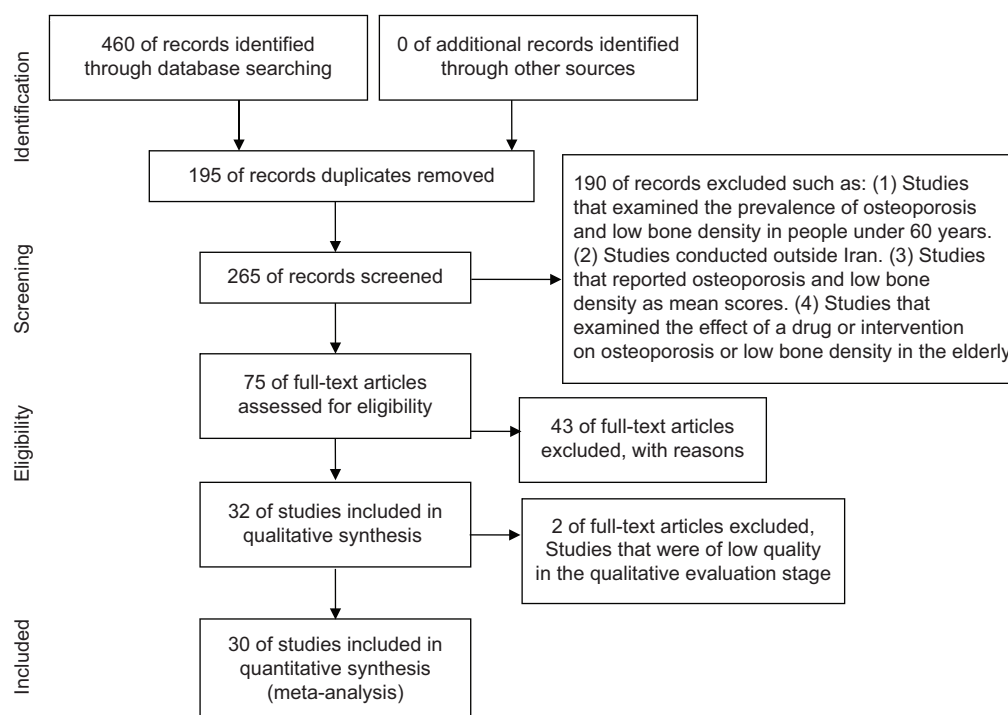 Identification
460 of records identified
through database searching
0 of additional records identified
through other sources
195 of records duplicates removed
Screening
265 of records screened
190 of records excluded such as: (1) Studies
that examined the prevalence of osteoporosis
and low bone density in people under 60 years.
(2) Studies conducted outside Iran. (3) Studies
that reported osteoporosis and low bone
density as mean scores. (4) Studies that
examined the effect of a drug or intervention
on osteoporosis or low bone density in the elderly
Eligibility
75 of full-text articles
assessed for eligibility
43 of full-text articles
excluded, with reasons
32 of studies included in
qualitative synthesis
2 of full-text articles excluded,
Studies that were of low quality
in the qualitative evaluation stage
Included
30 of studies included in
quantitative synthesis
(meta-analysis)